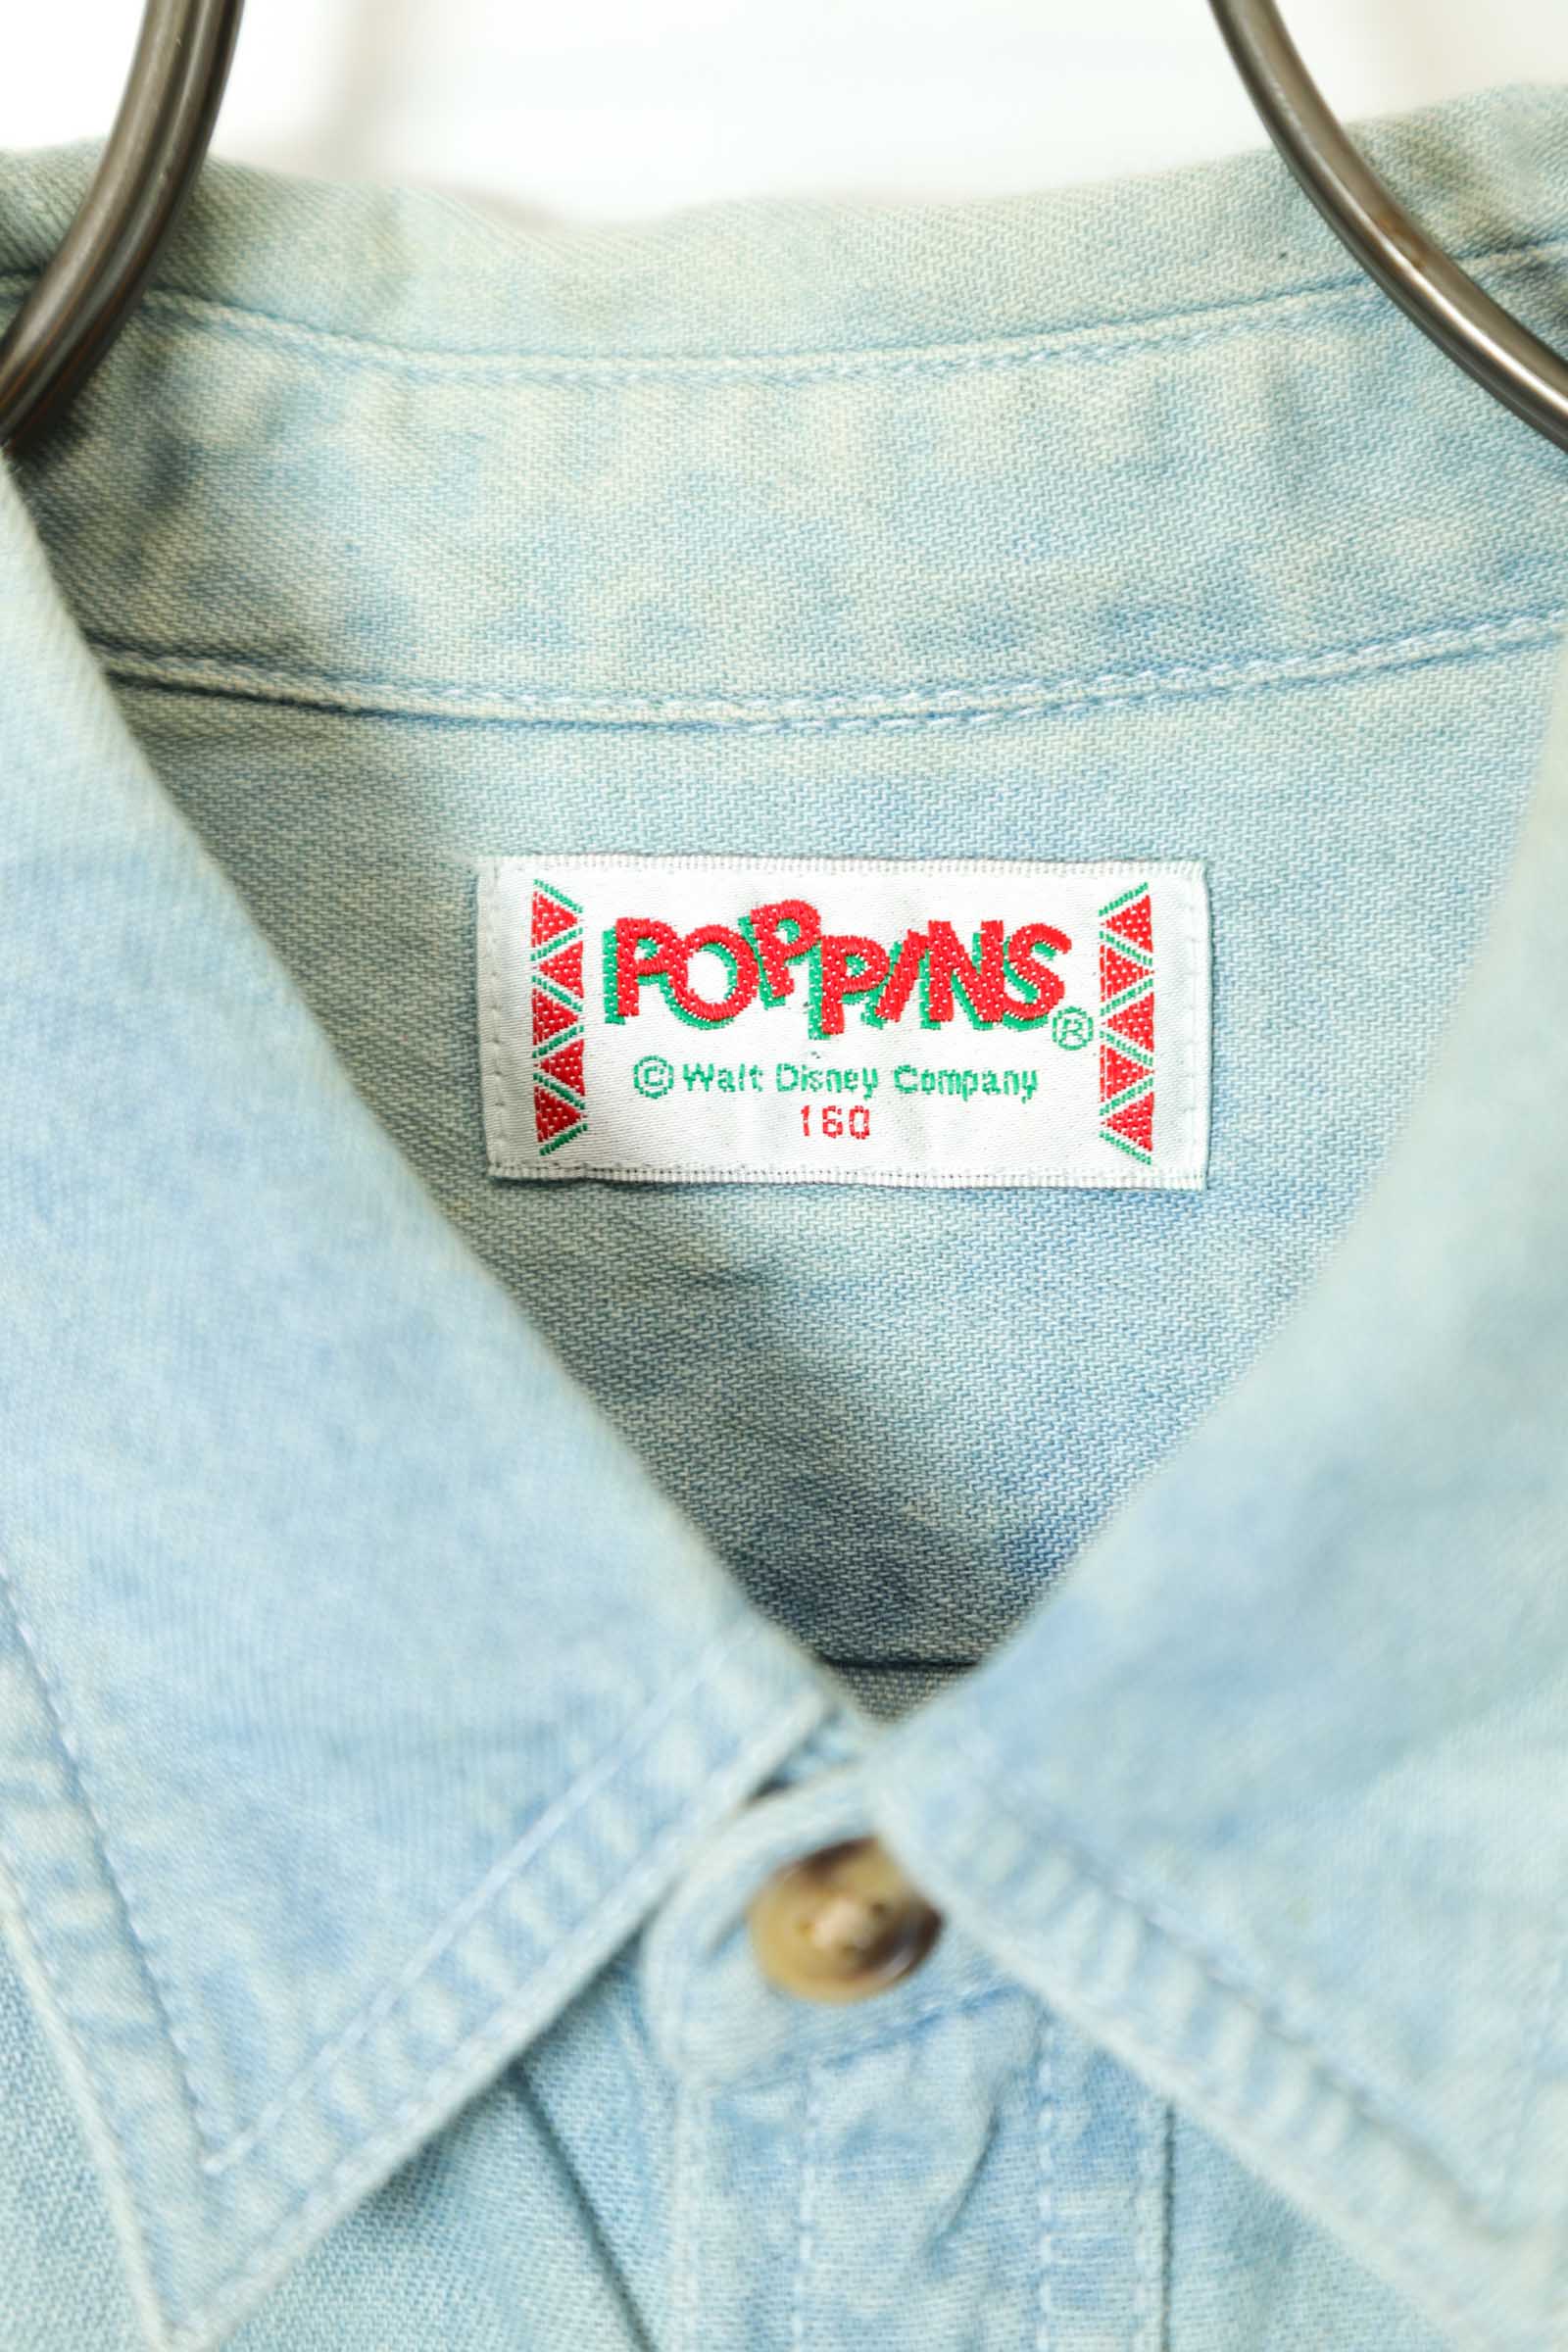 POPPINS®
© Walt Disney Company
160